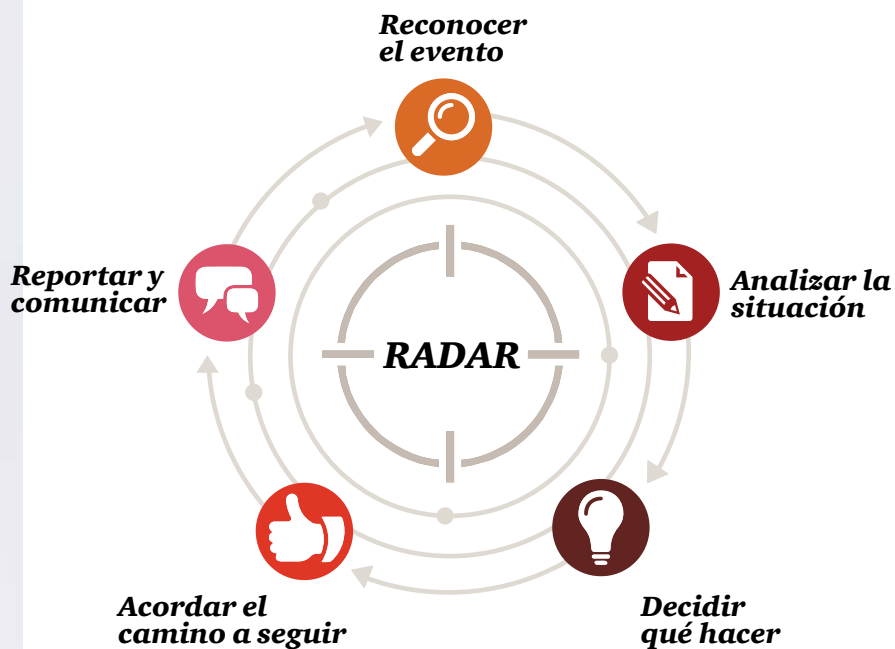 Reconocer
el evento
Reportar y
comunicar
Analizar la
situación
RADAR
Acordar el
camino a seguir
Decidir
qué hacer